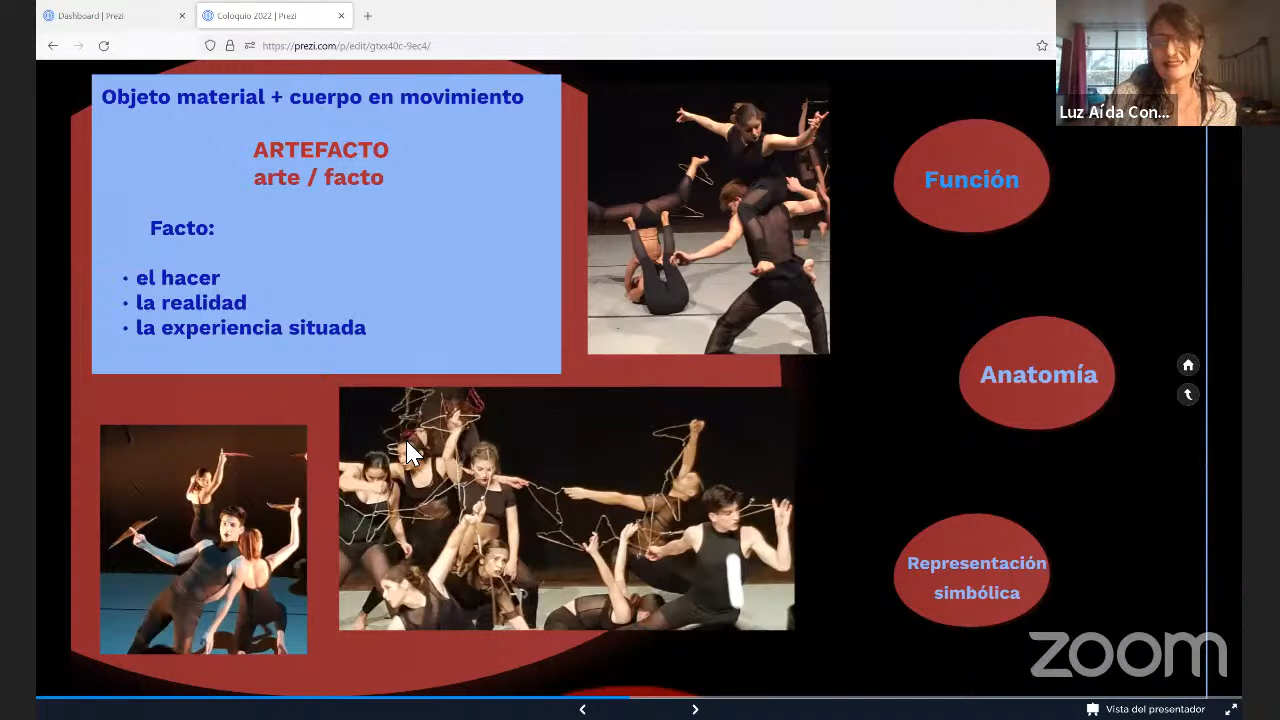 Dashboard | Prezi
Coloquio 2022 | Prezi
https://prezi.com/p/edit/gtxx40c-9ec4/
Luz Aída Con...
Objeto material + cuerpo en movimiento
ARTEFACTO
arte / facto
Facto:
· el hacer
· la realidad
· la experiencia situada
Función
Anatomía
Representación
simbólica
zoom
Vista del presentador